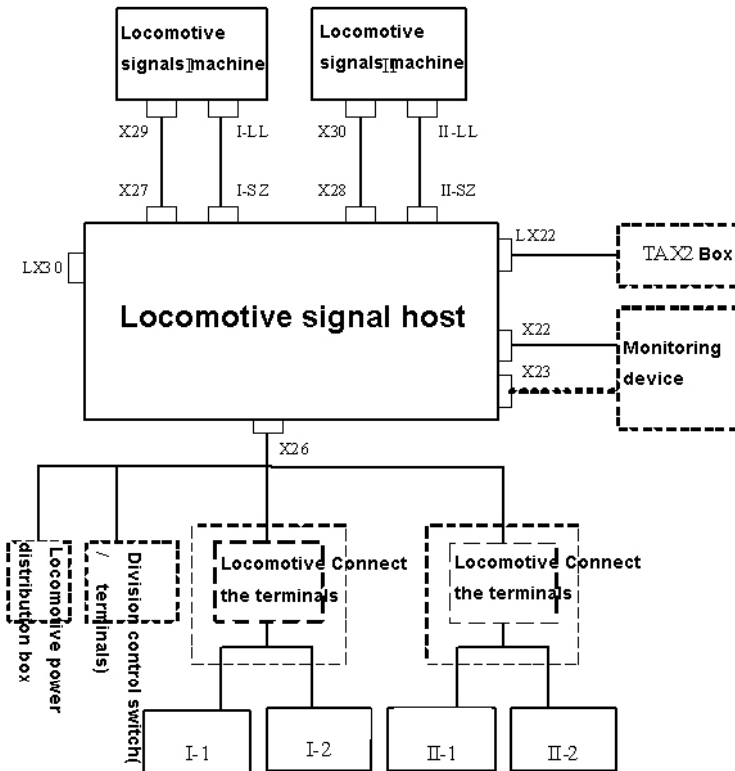 Locomotive
signals I machine
Locomotive
signals II machine
X29
I-LL
X30
II-LL
X27
I-SZ
X28
II-SZ
LX30
LX22
TAX2 Box
Locomotive signal host
X22
Monitoring
device
X23
X26
Locomotive power
distribution box
Division control switch(
/ terminals)
Locomotive Connect
the terminals
Locomotive Connect
the terminals
I-1
I-2
II-1
II-2